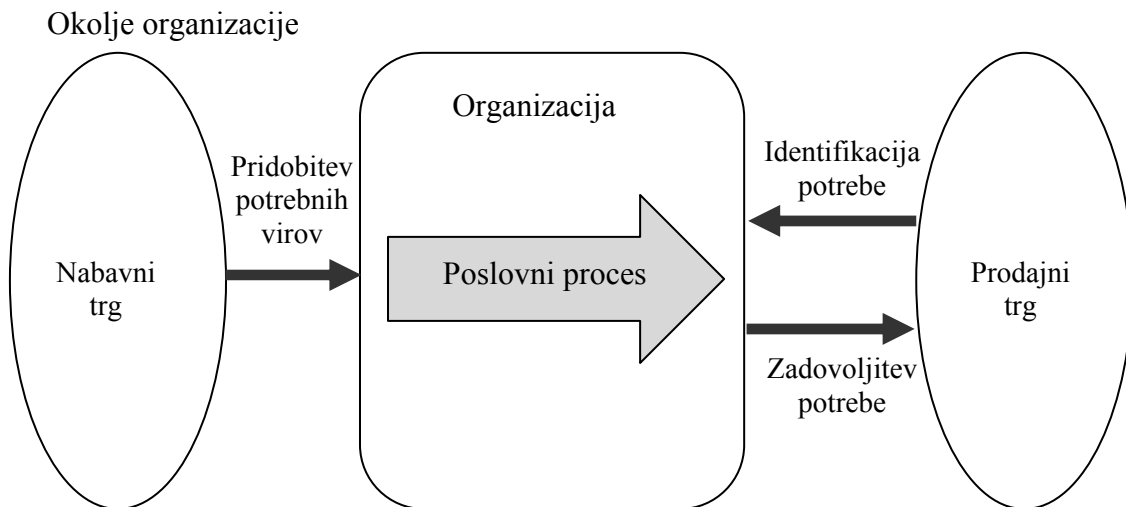 Okolje organizacije
Organizacija
Pridobitev
potrebnih
virov
Nabavni
trg
Poslovni proces
Identifikacija
potrebe
Prodajni
trg
Zadovoljitev
potrebe